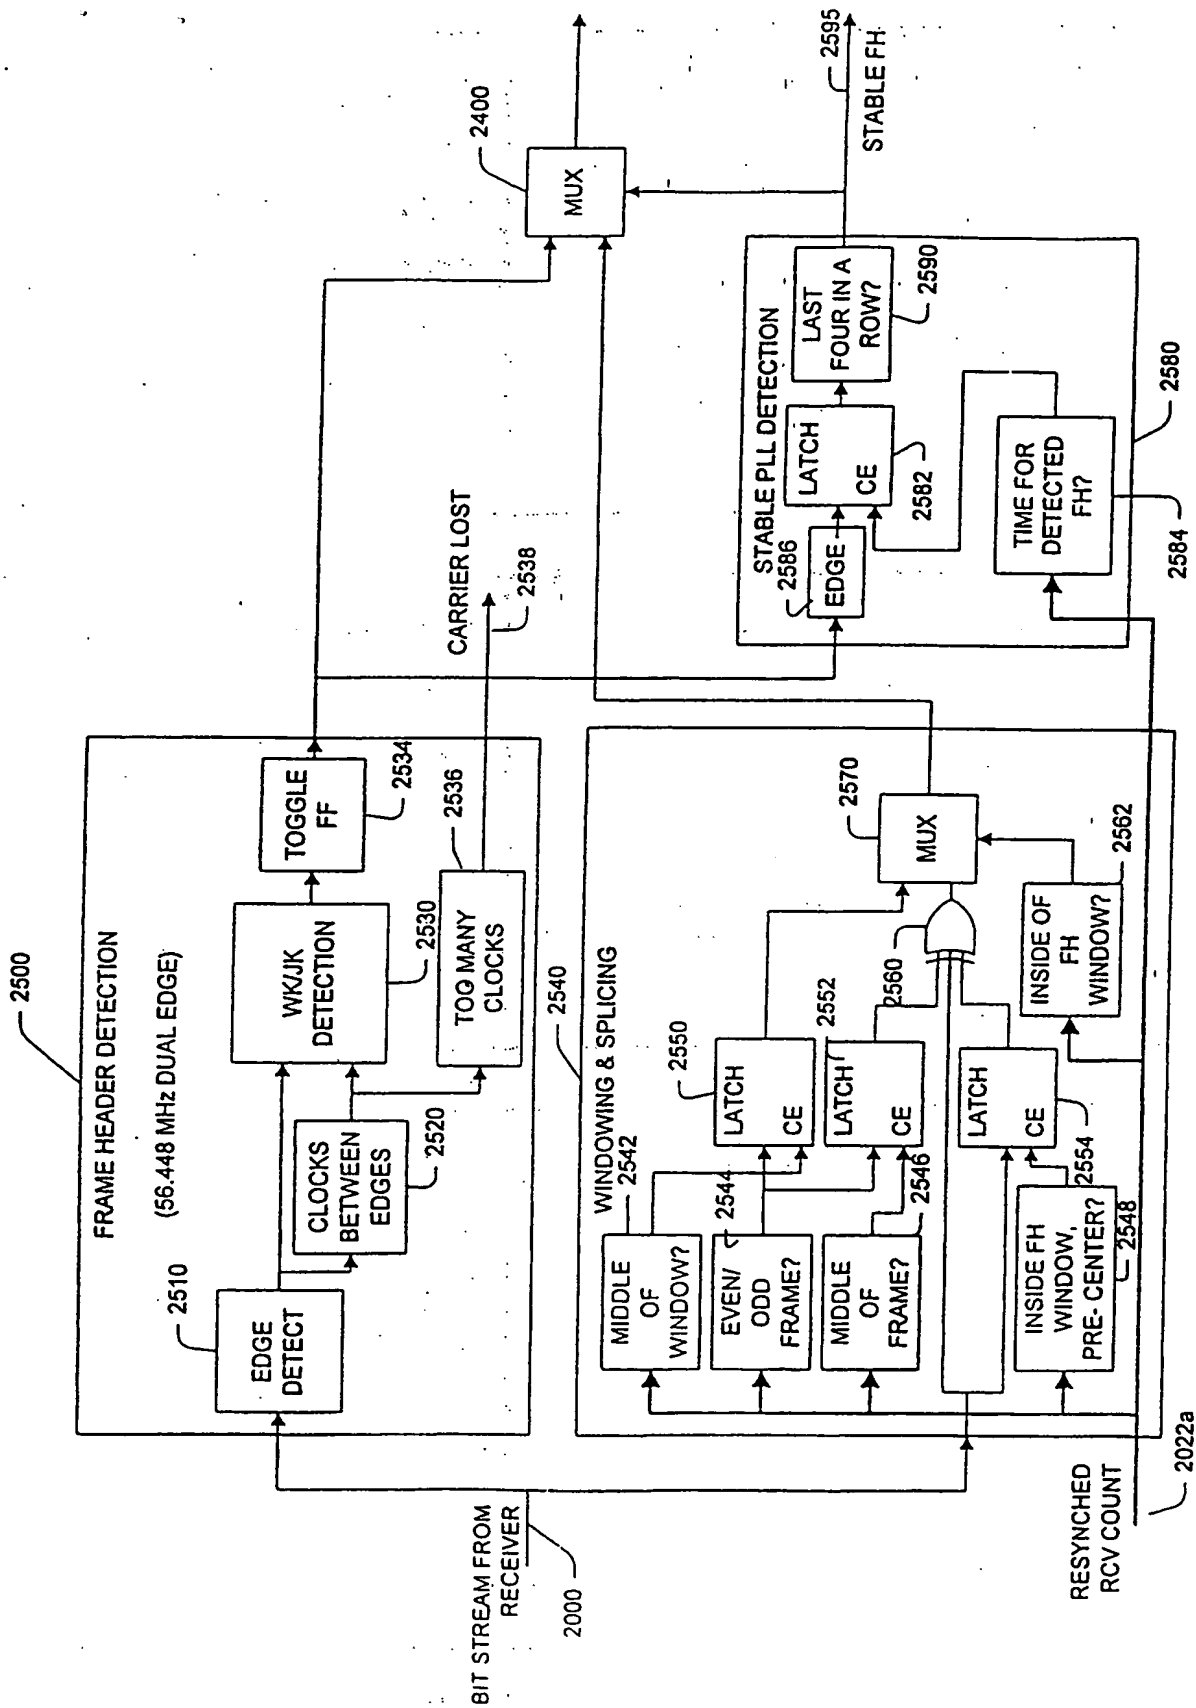 2500
FRAME HEADER DETECTION
(56.448 MHz DUAL EDGE)
2510
EDGE
DETECT
CLOCKS
BETWEEN
EDGES
2520
WK/JK
DETECTION
2530
TOGGLE
FF
2534
TOO MANY
CLOCKS
2536
CARRIER LOST
2538
MUX
2400
BIT STREAM FROM
RECEIVER
2000
2540
WINDOWING & SPLICING
MIDDLE
OF
WINDOW?
2542
EVEN/
ODD
FRAME?
2544
MIDDLE
OF
FRAME?
2546
INSIDE FH
WINDOW,
PRE- CENTER?
2548
LATCH
CE
2550
LATCH
CE
2552
LATCH
CE
2554
2560
INSIDE OF
FH
WINDOW?
2562
MUX
2570
STABLE PLL DETECTION
2586
EDGE
LATCH
CE
2582
LAST
FOUR IN A
ROW?
2590
TIME FOR
DETECTED
FH?
2584
2580
2595
STABLE FH
RESYNCHED
RCV COUNT
2022a